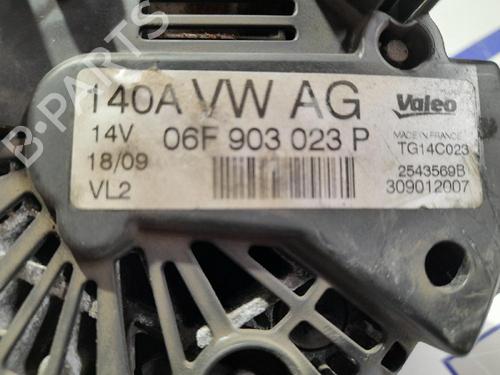 140A VW AG
Valeo
14V 06F 903 023 P
MADE IN FRANCE
TG14C023
18/09
2543569B
VL2
309012007
B-PARTS